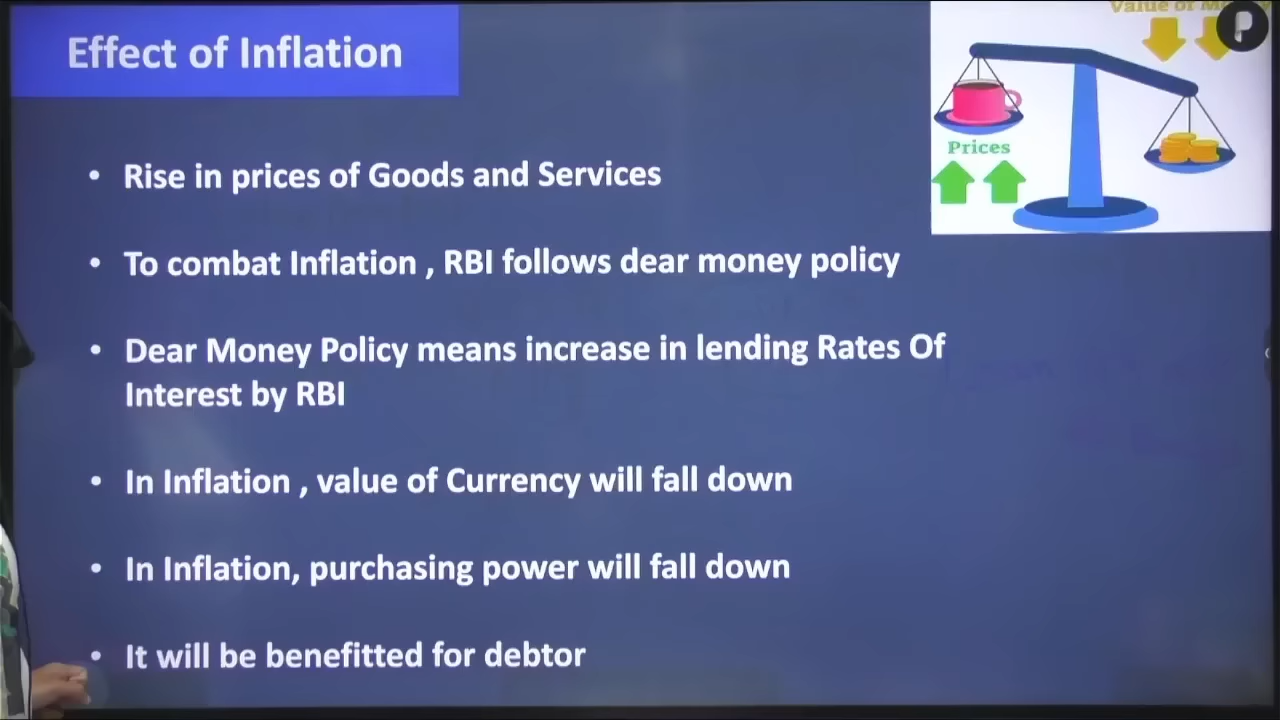 Effect of Inflation
Value of
Prices
• Rise in prices of Goods and Services
• To combat Inflation , RBI follows dear money policy
• Dear Money Policy means increase in lending Rates Of
Interest by RBI
• In Inflation , value of Currency will fall down
• In Inflation, purchasing power will fall down
• It will be benefitted for debtor